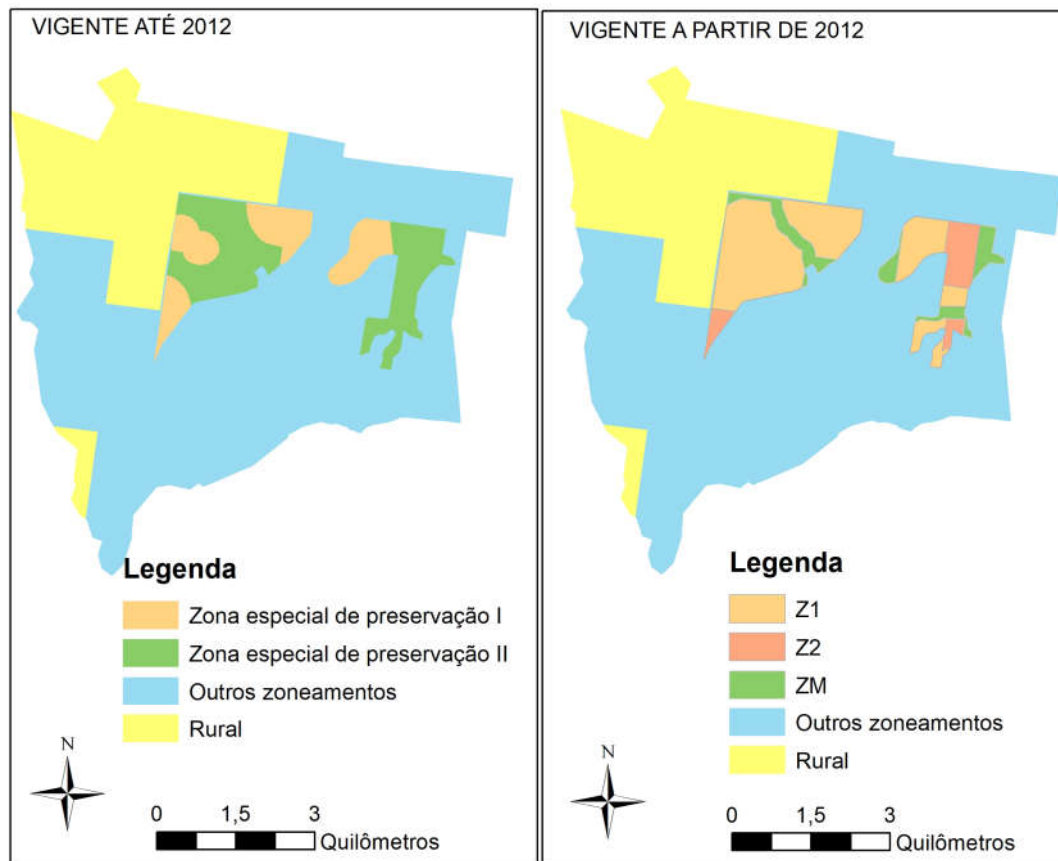 VIGENTE ATÉ 2012
Legenda
Zona especial de preservação I
Zona especial de preservação II
Outros zoneamentos
Rural
N
0 1,5 3
Quilômetros
VIGENTE A PARTIR DE 2012
Legenda
Z1
Z2
ZM
Outros zoneamentos
Rural
N
0 1,5 3
Quilômetros